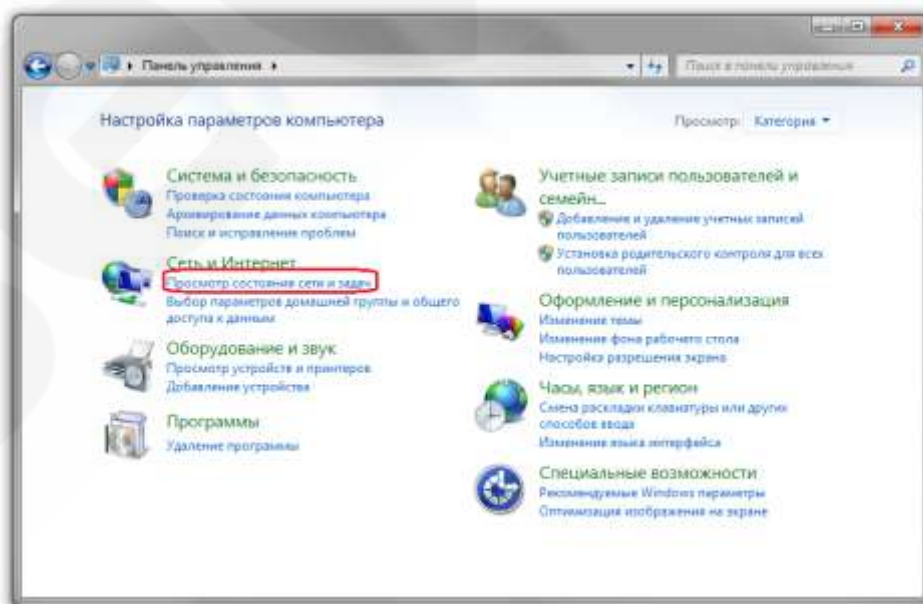 Панель управления
Поиск в панели управления
Настройка параметров компьютера
Просмотр: Категория
Система и безопасность
Проверка состояния компьютера
Архивирование данных компьютера
Поиск и исправление проблем
Сеть и Интернет
Просмотр состояния сети и задач
Выбор параметров домашней группы и общего
доступа к данным
Оборудование и звук
Просмотр устройств и принтеров
Добавление устройства
Программы
Удаление программы
Учетные записи пользователей и
семейн...
Добавление и удаление учетных записей
пользователей
Установка родительского контроля для всех
пользователей
Оформление и персонализация
Изменение темы
Изменение фона рабочего стола
Настройка разрешения экрана
Часы, язык и регион
Смена раскладки клавиатуры или других
способов ввода
Изменение языка интерфейса
Специальные возможности
Рекомендуемые Windows параметры
Оптимизация изображения на экране